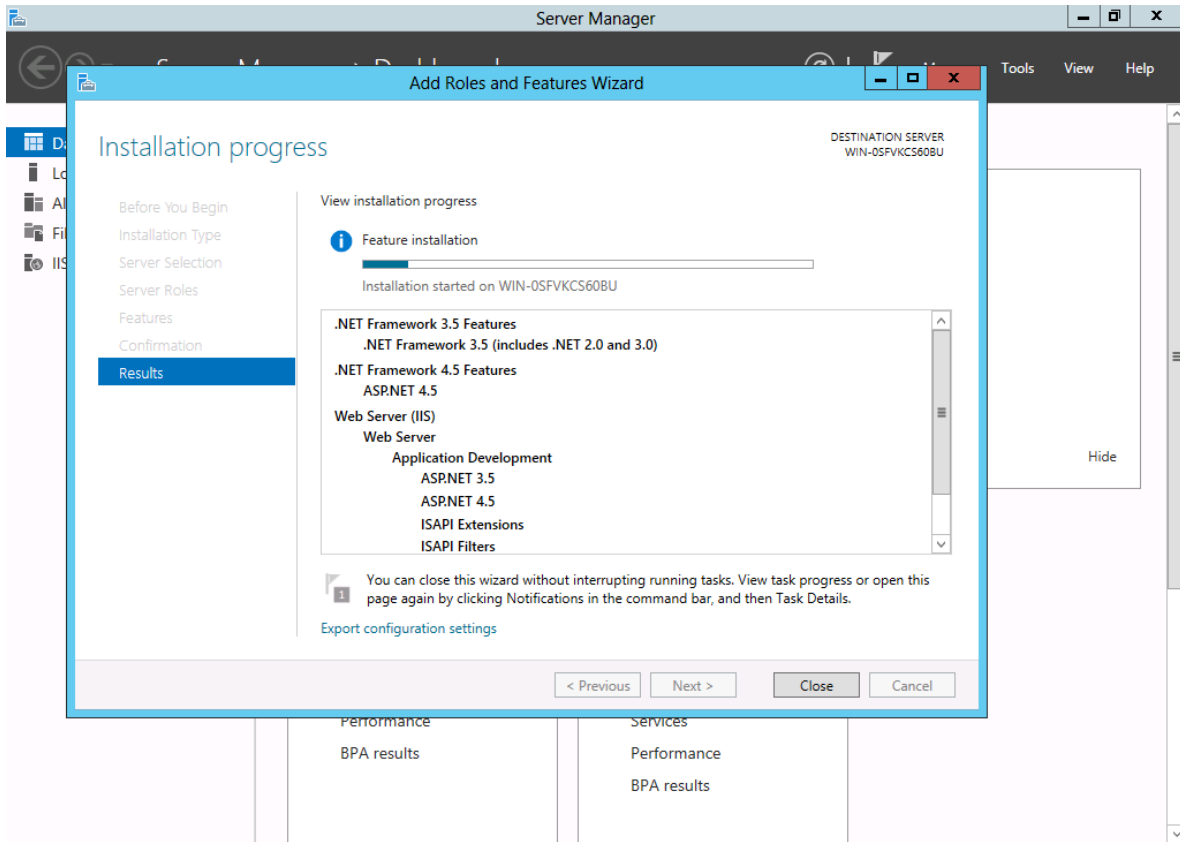 Server Manager
Tools View Help
Add Roles and Features Wizard
Installation progress
DESTINATION SERVER
WIN-0SFVKCS60BU
Before You Begin
Installation Type
Server Selection
Server Roles
Features
Confirmation
Results
View installation progress
Feature installation
Installation started on WIN-0SFVKCS60BU
.NET Framework 3.5 Features
.NET Framework 3.5 (includes .NET 2.0 and 3.0)
.NET Framework 4.5 Features
ASP.NET 4.5
Web Server (IIS)
Web Server
Application Development
ASP.NET 3.5
ASP.NET 4.5
ISAPI Extensions
ISAPI Filters
1
You can close this wizard without interrupting running tasks. View task progress or open this
page again by clicking Notifications in the command bar, and then Task Details.
Export configuration settings
< Previous
Next >
Close
Cancel
Hide
IIS
Performance
BPA results
Services
Performance
BPA results